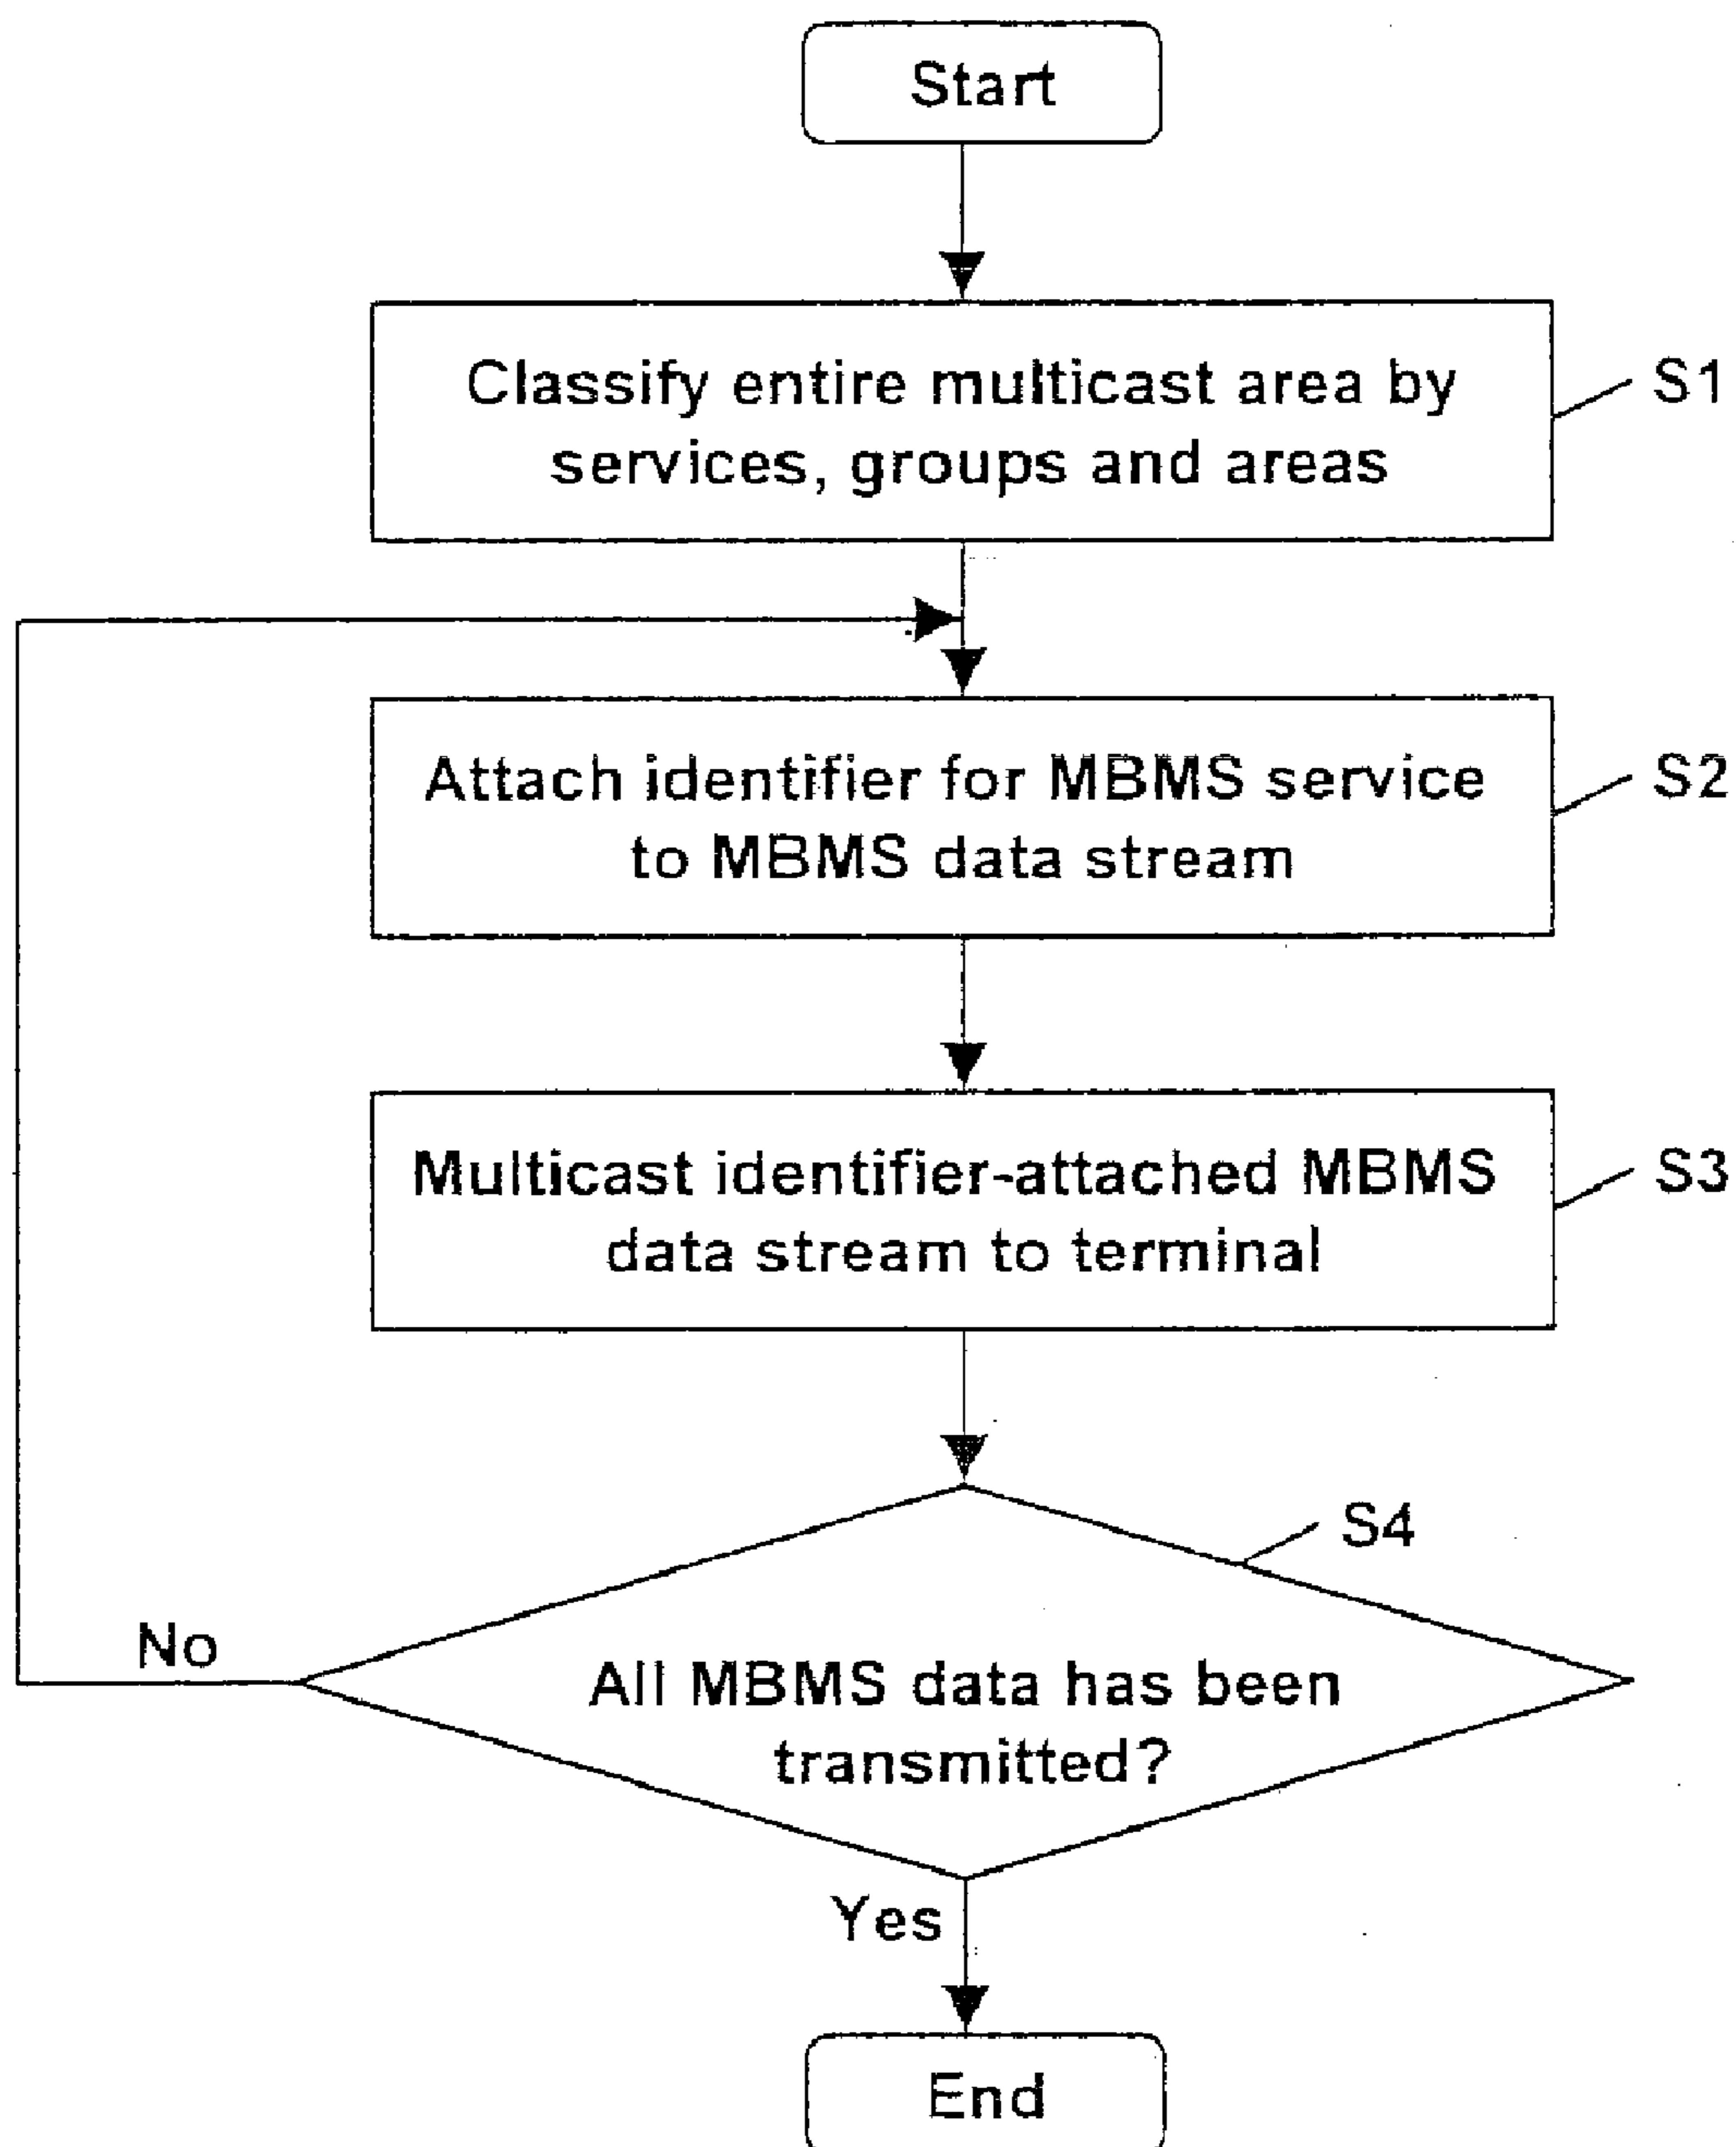 Start
Classify entire multicast area by
services, groups and areas
S1
Attach identifier for MBMS service
to MBMS data stream
S2
Multicast identifier-attached MBMS
data stream to terminal
S3
S4
No
All MBMS data has been
transmitted?
Yes
End